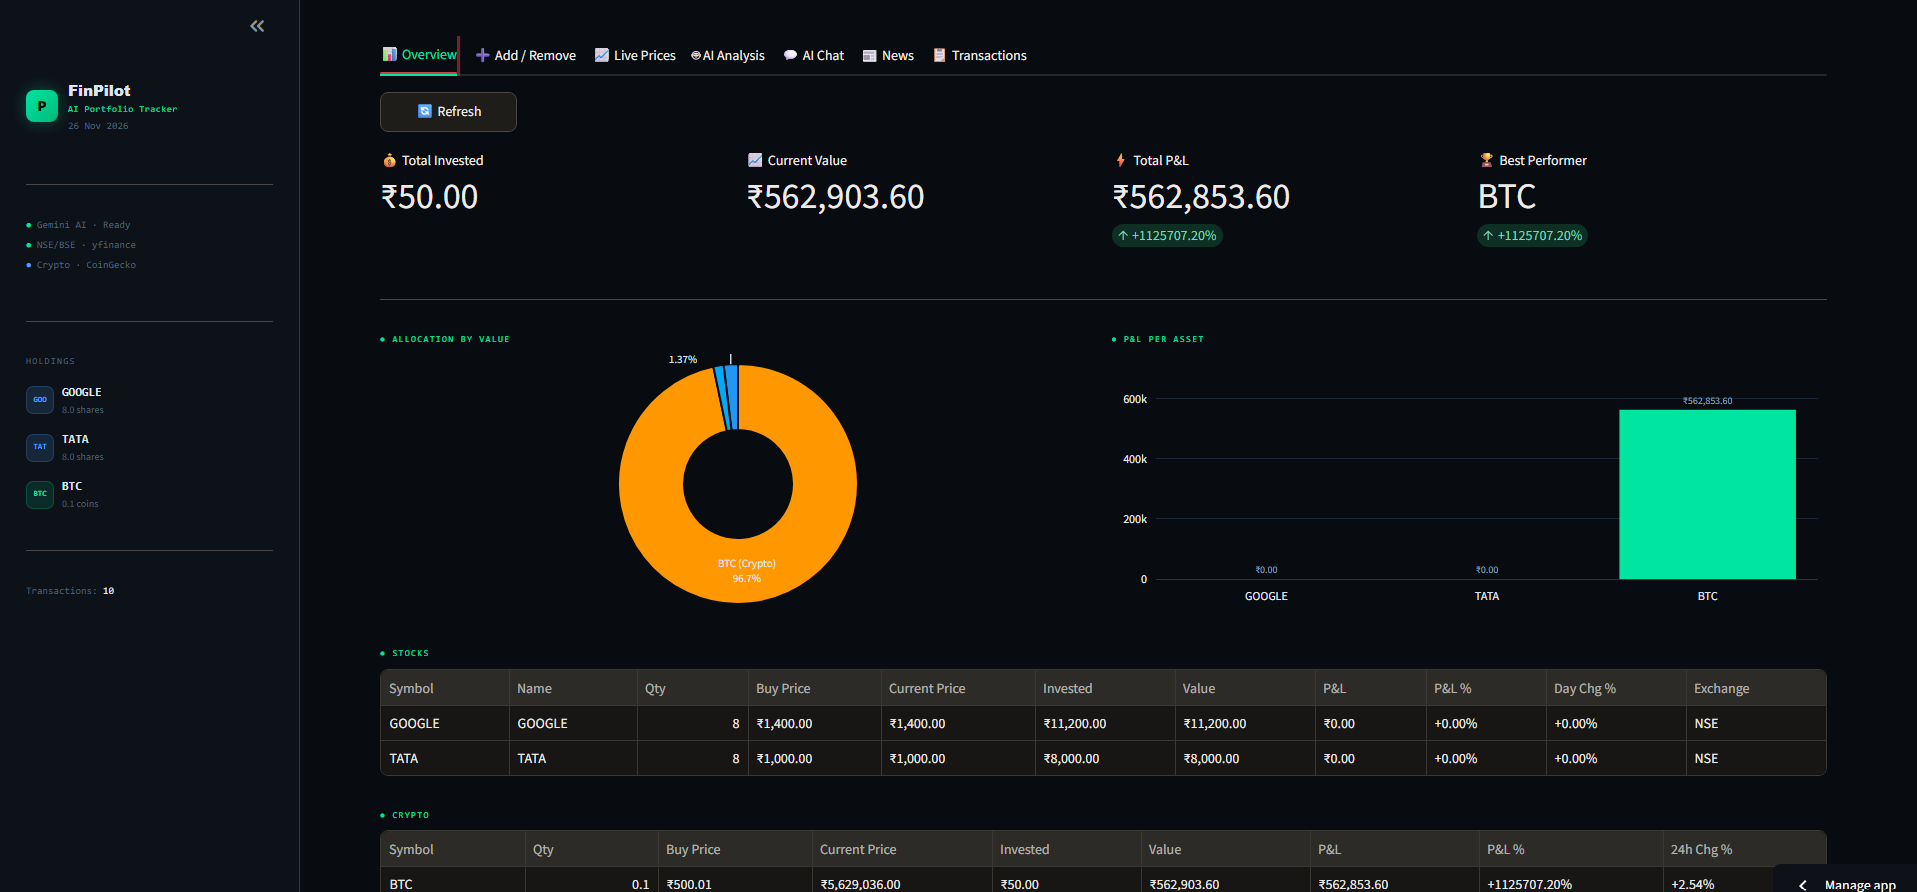 FinPilot
AI Portfolio Tracker
26 Nov 2026
Gemini AI · Ready
NSE/BSE · yfinance
Crypto · CoinGecko
HOLDINGS
GOO GOOGLE
8.0 shares
TAT TATA
8.0 shares
BTC BTC
0.1 coins
Transactions: 10
P
Overview Add / Remove Live Prices AI Analysis AI Chat News Transactions
Refresh
Total Invested Current Value Total P&L Best Performer
₹50.00 ₹562,903.60 ₹562,853.60 BTC
↑ +1125707.20% ↑ +1125707.20%
ALLOCATION BY VALUE
1.37%
BTC (Crypto)
96.7%
P&L PER ASSET
600k
400k
200k
0
₹0.00 ₹0.00 ₹562,853.60
GOOGLE TATA BTC
STOCKS
Symbol Name Qty Buy Price Current Price Invested Value P&L P&L % Day Chg % Exchange
GOOGLE GOOGLE 8 ₹1,400.00 ₹1,400.00 ₹11,200.00 ₹11,200.00 ₹0.00 +0.00% +0.00% NSE
TATA TATA 8 ₹1,000.00 ₹1,000.00 ₹8,000.00 ₹8,000.00 ₹0.00 +0.00% +0.00% NSE
CRYPTO
Symbol Qty Buy Price Current Price Invested Value P&L P&L % 24h Chg %
BTC 0.1 ₹500.01 ₹5,629,036.00 ₹50.00 ₹562,903.60 ₹562,853.60 +1125707.20% +2.54%
Manage app